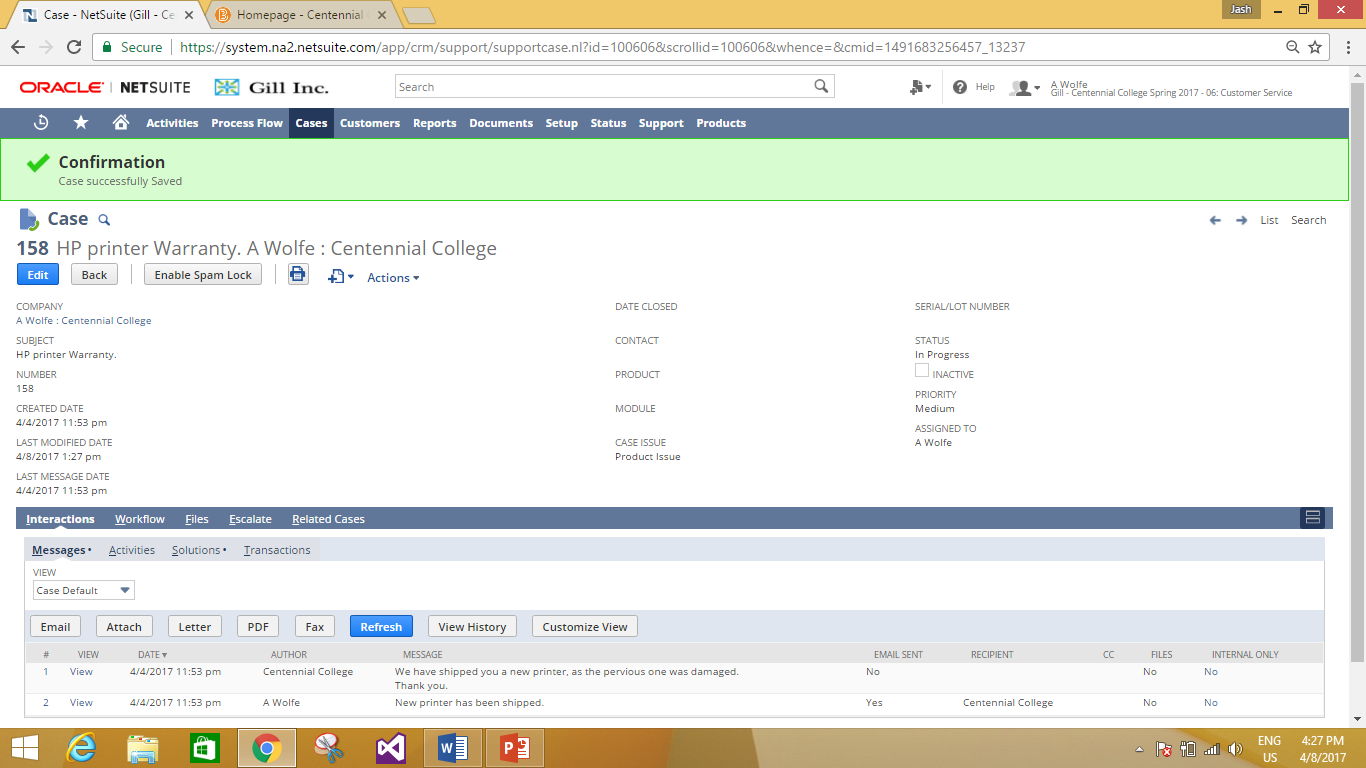 Case - NetSuite (Gill - Ce
Homepage - Centennial
Jash
Secure
https://system.na2.netsuite.com/app/crm/support/supportcase.nl?id=100606&scrollid=100606&whence=&cmid=1491683256457_13237
ORACLE | NETSUITE Gill Inc.
Search
Help
A Wolfe
Gill - Centennial College Spring 2017 - 06: Customer Service
Activities Process Flow Cases Customers Reports Documents Setup Status Support Products
Confirmation
Case successfully Saved
Case
List Search
158 HP printer Warranty. A Wolfe : Centennial College
Edit Back Enable Spam Lock Actions
COMPANY
A Wolfe : Centennial College
SUBJECT
HP printer Warranty.
NUMBER
158
CREATED DATE
4/4/2017 11:53 pm
LAST MODIFIED DATE
4/8/2017 1:27 pm
LAST MESSAGE DATE
4/4/2017 11:53 pm
DATE CLOSED
CONTACT
PRODUCT
MODULE
CASE ISSUE
Product Issue
SERIAL/LOT NUMBER
STATUS
In Progress
INACTIVE
PRIORITY
Medium
ASSIGNED TO
A Wolfe
Interactions Workflow Files Escalate Related Cases
Messages • Activities Solutions • Transactions
VIEW
Case Default
Email Attach Letter PDF Fax Refresh View History Customize View
# VIEW DATE AUTHOR MESSAGE EMAIL SENT RECIPIENT CC FILES INTERNAL ONLY
1 View 4/4/2017 11:53 pm Centennial College We have shipped you a new printer, as the pervious one was damaged. No No No
Thank you.
2 View 4/4/2017 11:53 pm A Wolfe New printer has been shipped. Yes Centennial College No No
ENG 4:27 PM
US 4/8/2017